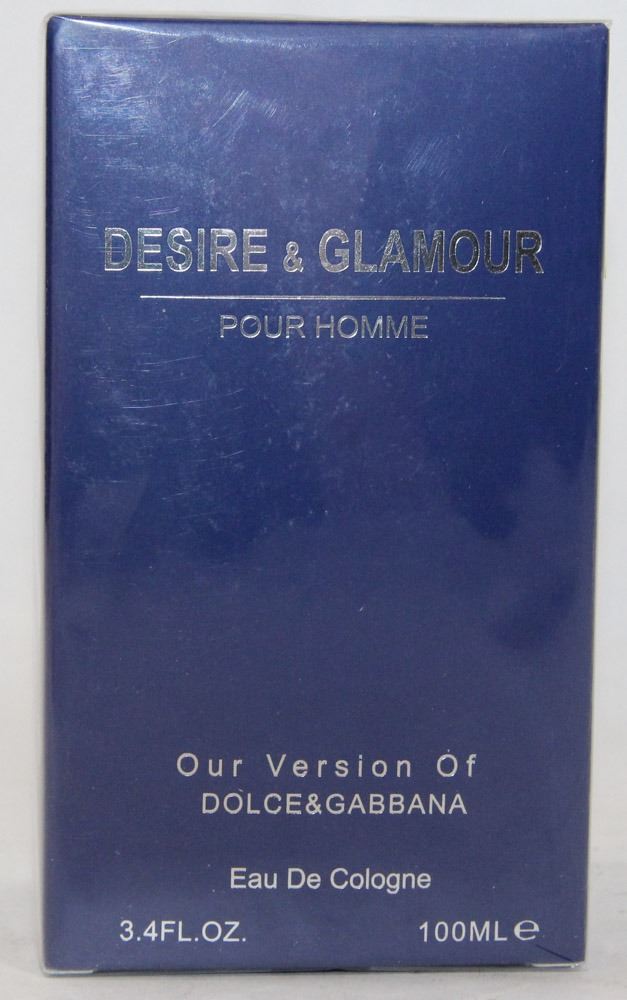 DESIRE & GLAMOUR
POUR HOMME
Our Version Of
DOLCE&GABBANA
Eau De Cologne
3.4FL.OZ. 100ML℮